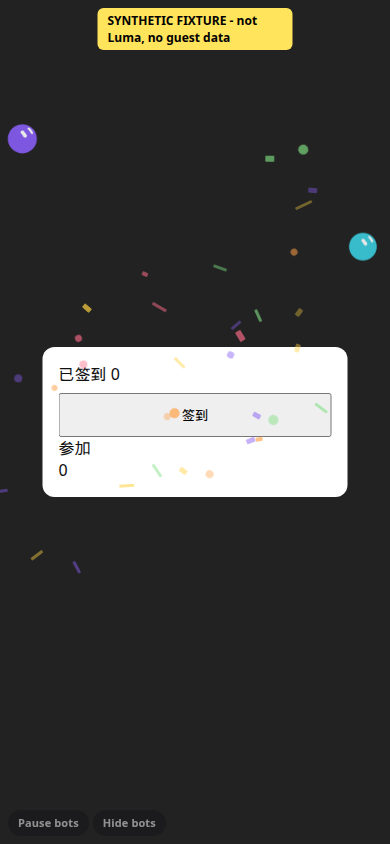 SYNTHETIC FIXTURE - not
Luma, no guest data
已签到 0
签到
参加
0
Pause bots
Hide bots